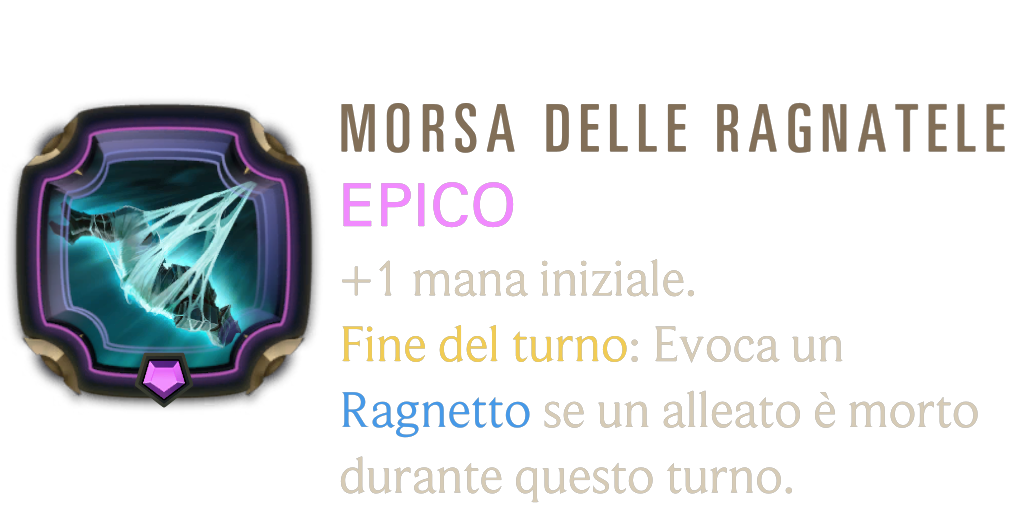 MORSA DELLE RAGNATELE
EPICO
+1 mana iniziale.
Fine del turno: Evoca un
Ragnetto se un alleato è morto
durante questo turno.